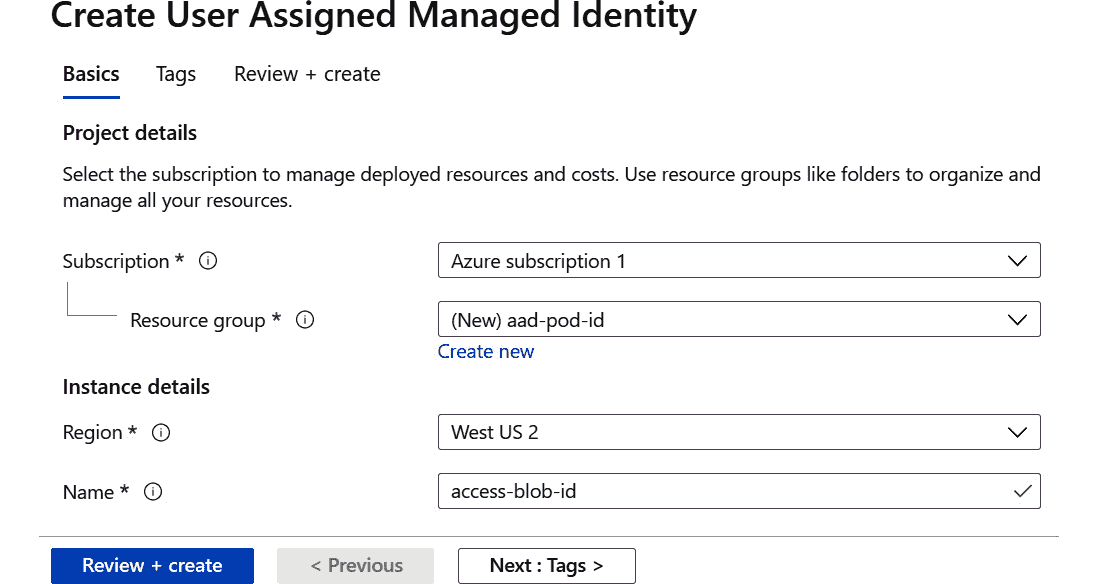 Create User Assigned Managed Identity
Basics Tags Review + create
Project details
Select the subscription to manage deployed resources and costs. Use resource groups like folders to organize and
manage all your resources.
Subscription * Azure subscription 1
Resource group * (New) aad-pod-id
Create new
Instance details
Region * West US 2
Name * access-blob-id
Review + create < Previous Next : Tags >